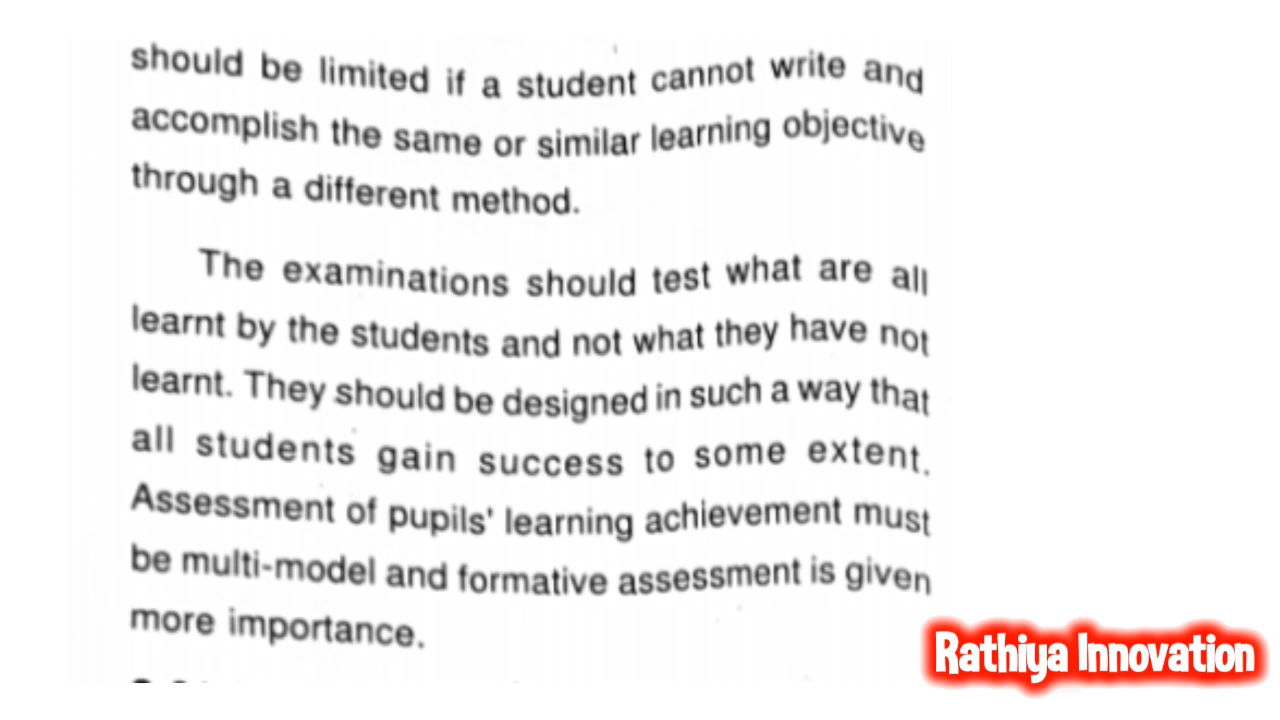 should be limited if a student cannot write and
accomplish the same or similar learning objective
through a different method.
The examinations should test what are all
learnt by the students and not what they have not
learnt. They should be designed in such a way that
all students gain success to some extent.
Assessment of pupils' learning achievement must
be multi-model and formative assessment is given
more importance.
Rathiya Innovation